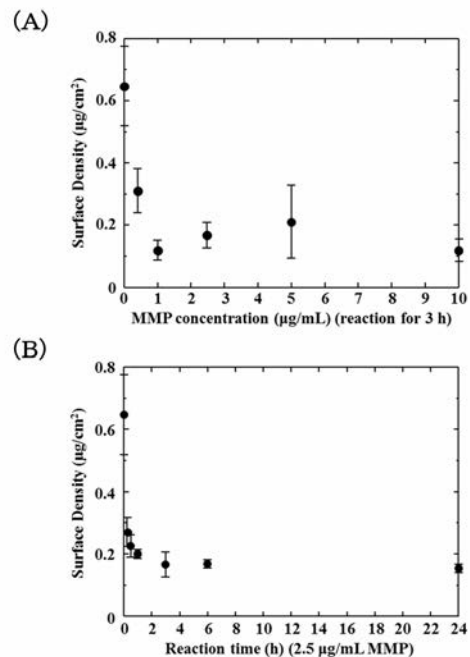 (A)
0.8
0.6
0.4
0.2
0
Surface Density (μg/cm²)
0 1 2 3 4 5 6 7 8 9 10
MMP concentration (μg/mL) (reaction for 3 h)
(B)
0.8
0.6
0.4
0.2
0
Surface Density (μg/cm²)
0 2 4 6 8 10 12 14 16 18 20 22 24
Reaction time (h) (2.5 μg/mL MMP)